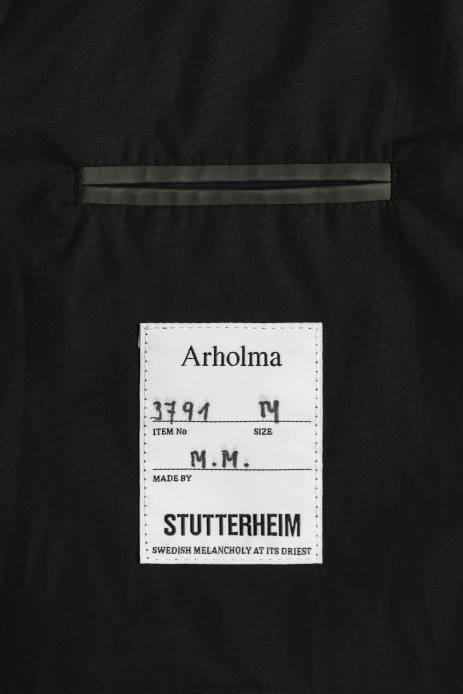 Arholma
3791 M
ITEM No SIZE
M.M.
MADE BY
STUTTERHEIM
SWEDISH MELANCHOLY AT ITS DRIEST